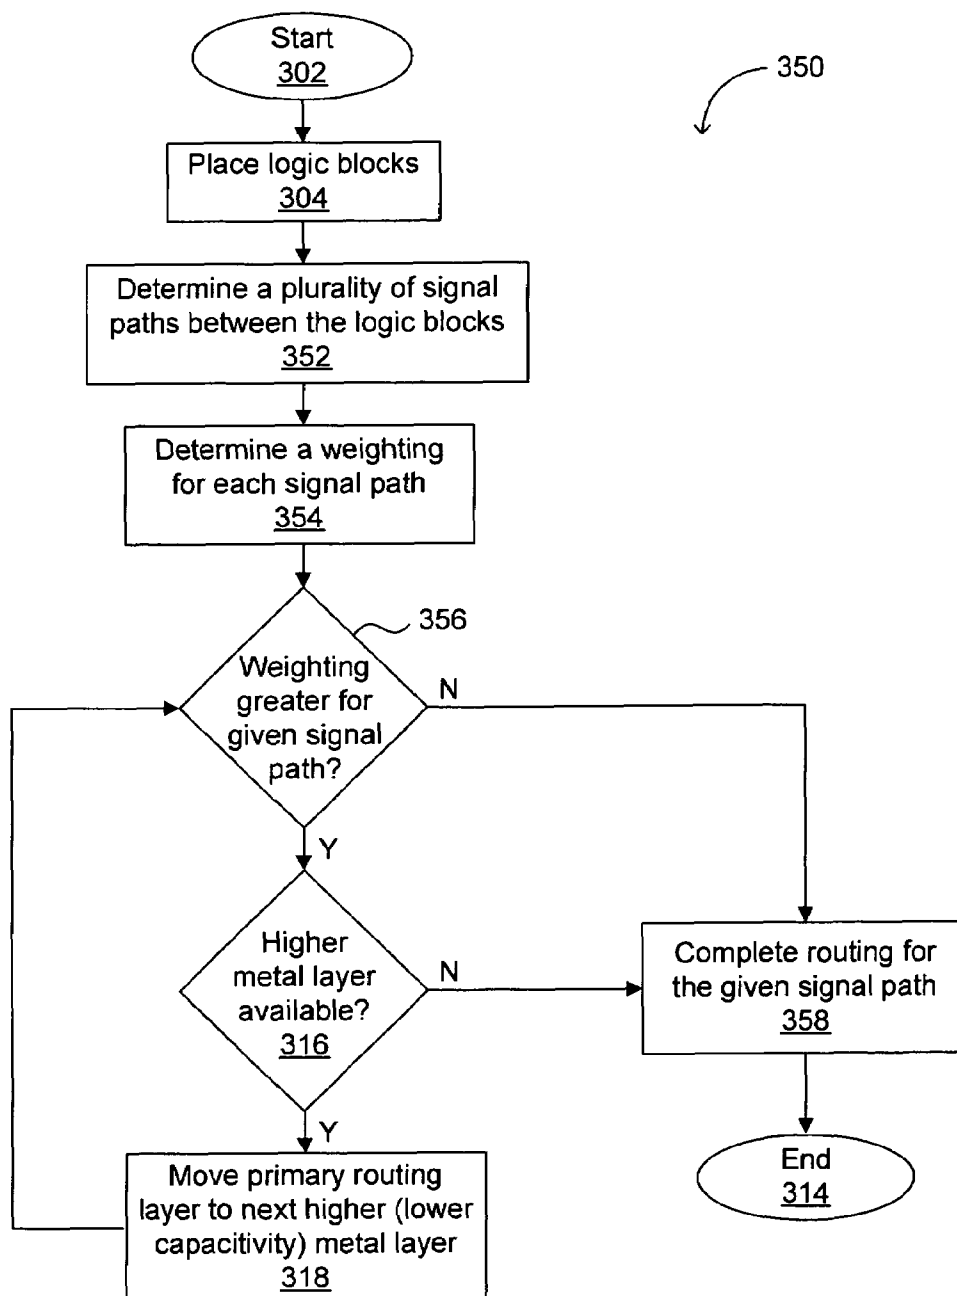 Start
302
350
Place logic blocks
304
Determine a plurality of signal
paths between the logic blocks
352
Determine a weighting
for each signal path
354
356
Weighting
greater for
given signal
path?
N
Y
Higher
metal layer
available?
316
N
Complete routing for
the given signal path
358
Y
Move primary routing
layer to next higher (lower
capacitivity) metal layer
318
End
314